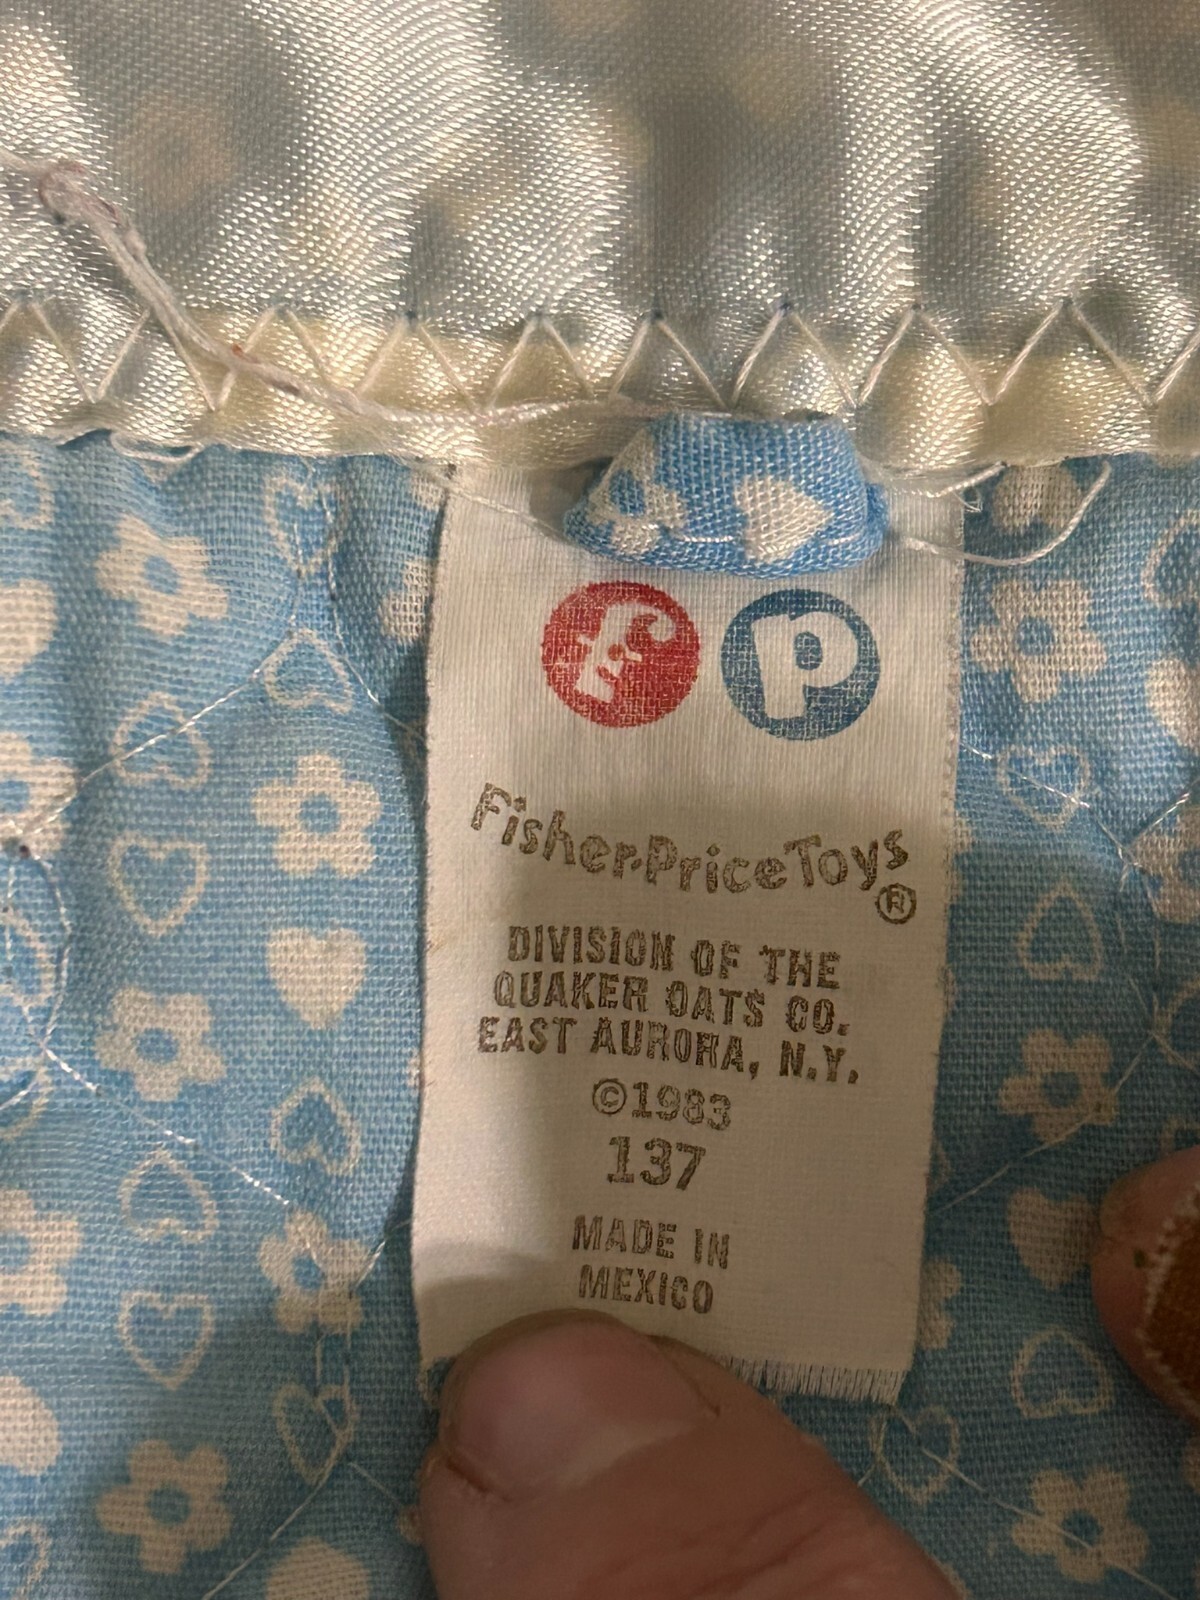 f p
Fisher-Price Toys
®
DIVISION OF THE
QUAKER OATS CO.
EAST AURORA, N.Y.
©1983
137
MADE IN
MEXICO